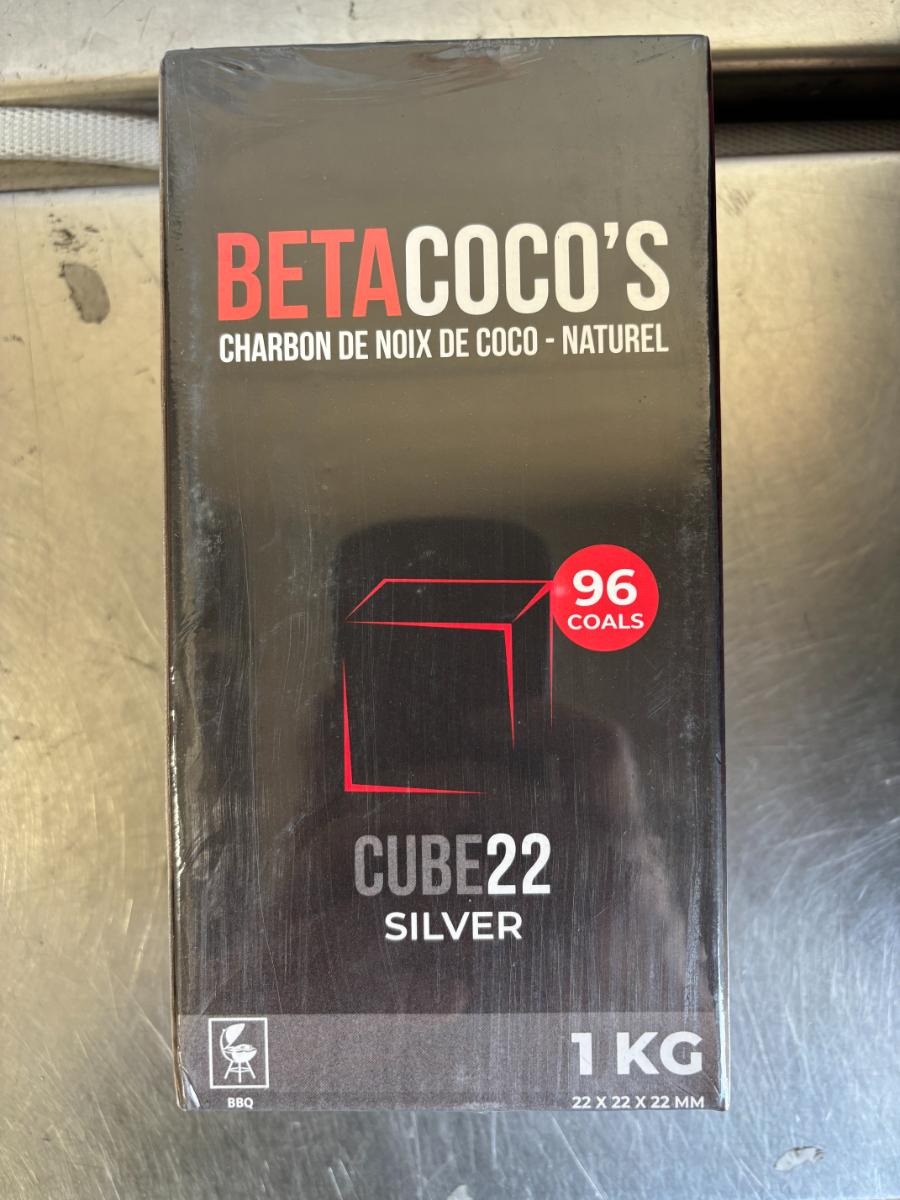 BETACOCO'S
CHARBON DE NOIX DE COCO - NATUREL
96
COALS
CUBE22
SILVER
1 KG
BBQ
22 X 22 X 22 MM